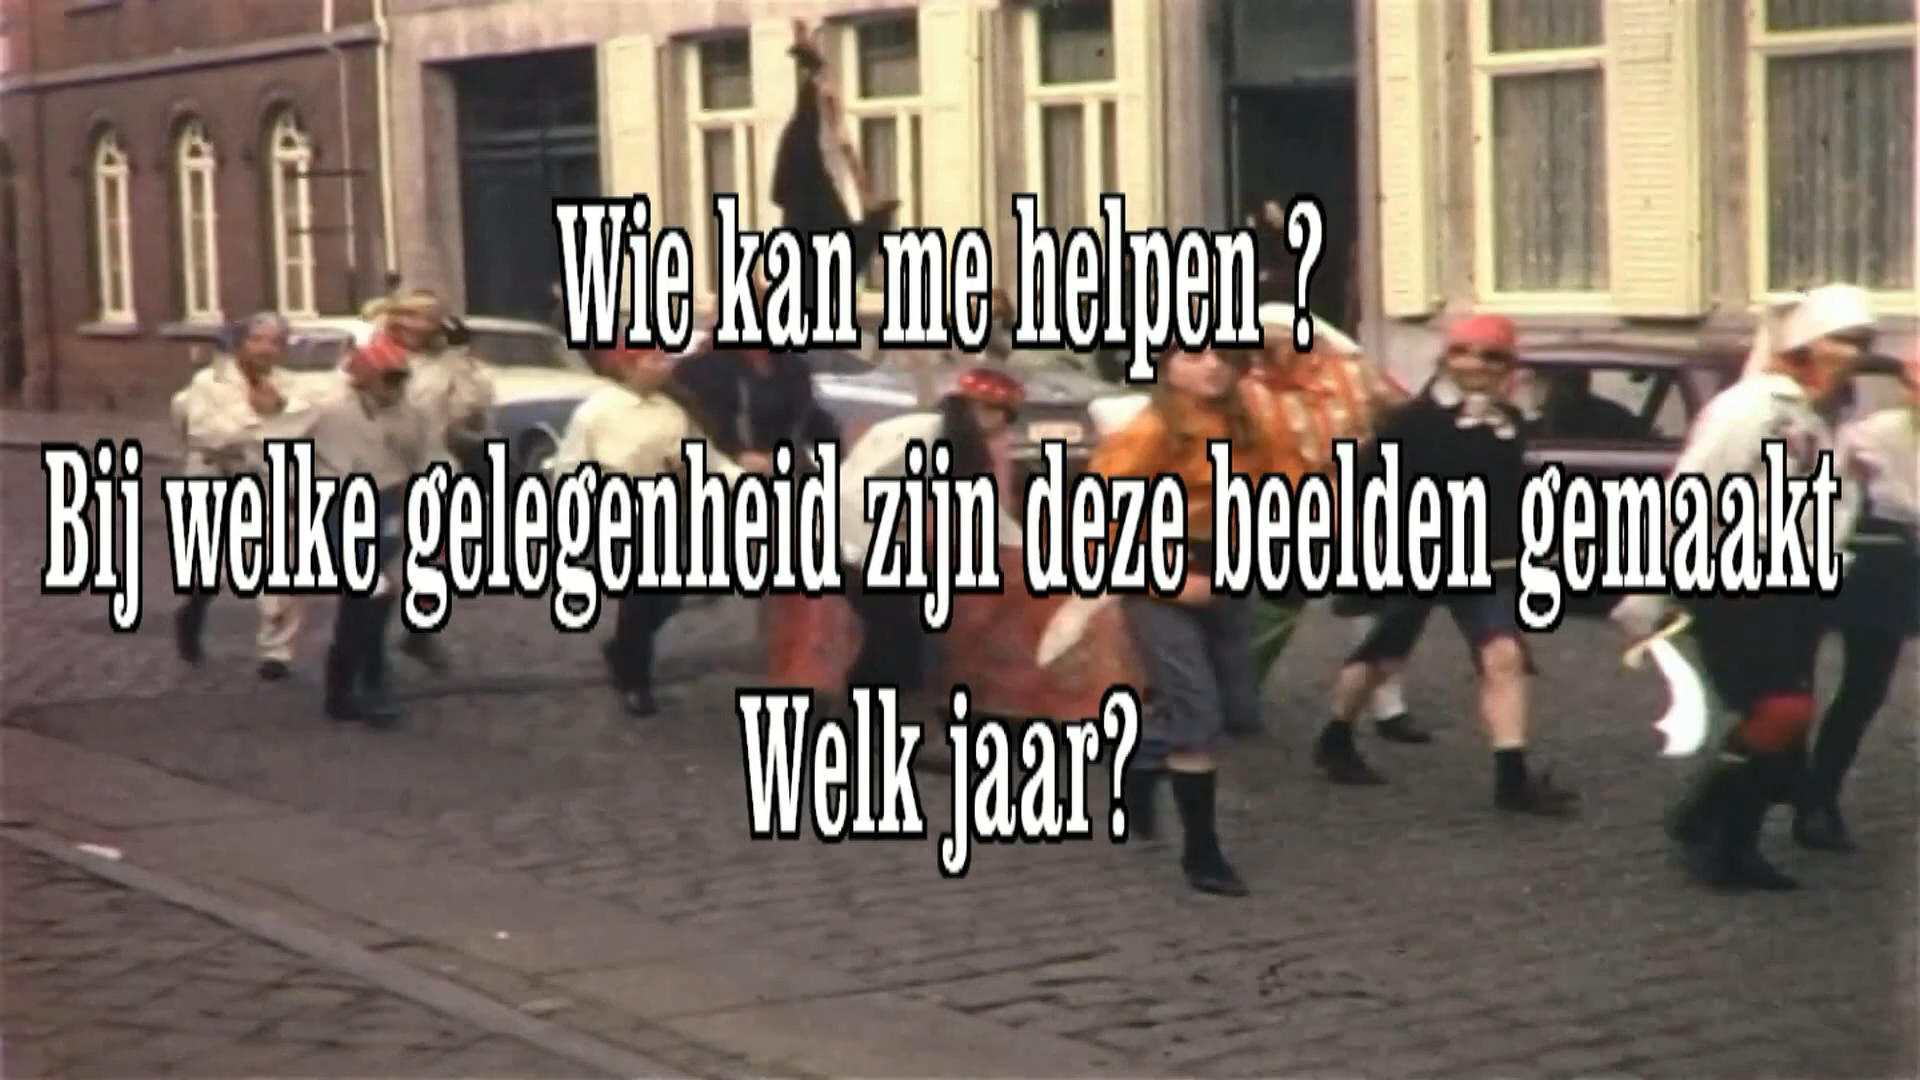 Wie kan me helpen ?
Bij welke gelegenheid zijn deze beelden gemaakt
Welk jaar?